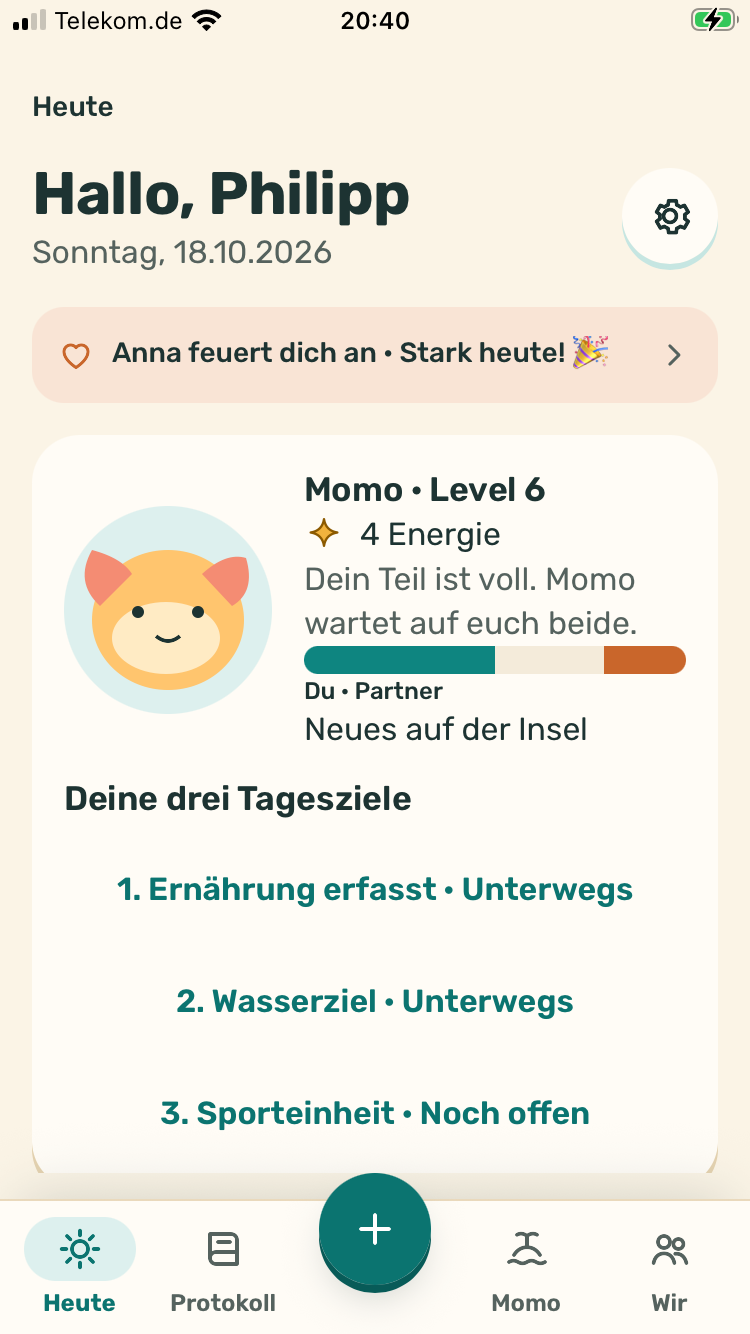 Telekom.de
20:40
Heute
Hallo, Philipp
Sonntag, 18.10.2026
Anna feuert dich an • Stark heute! 🎉
Momo • Level 6
4 Energie
Dein Teil ist voll. Momo
wartet auf euch beide.
Du • Partner
Neues auf der Insel
Deine drei Tagesziele
1. Ernährung erfasst • Unterwegs
2. Wasserziel • Unterwegs
3. Sporteinheit • Noch offen
Heute
Protokoll
Momo
Wir